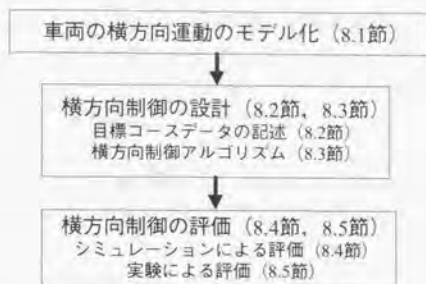 車両の横方向運動のモデル化（8.1節）
横方向制御の設計（8.2節，8.3節）
目標コースデータの記述（8.2節）
横方向制御アルゴリズム（8.3節）
横方向制御の評価（8.4節，8.5節）
シミュレーションによる評価（8.4節）
実験による評価（8.5節）